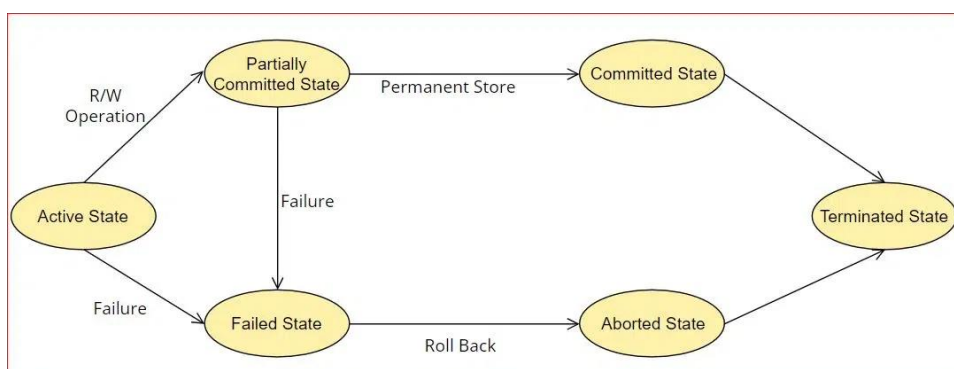 Partially
Committed State
Committed State
Permanent Store
R/W
Operation
Active State
Failure
Terminated State
Failure
Failed State
Aborted State
Roll Back